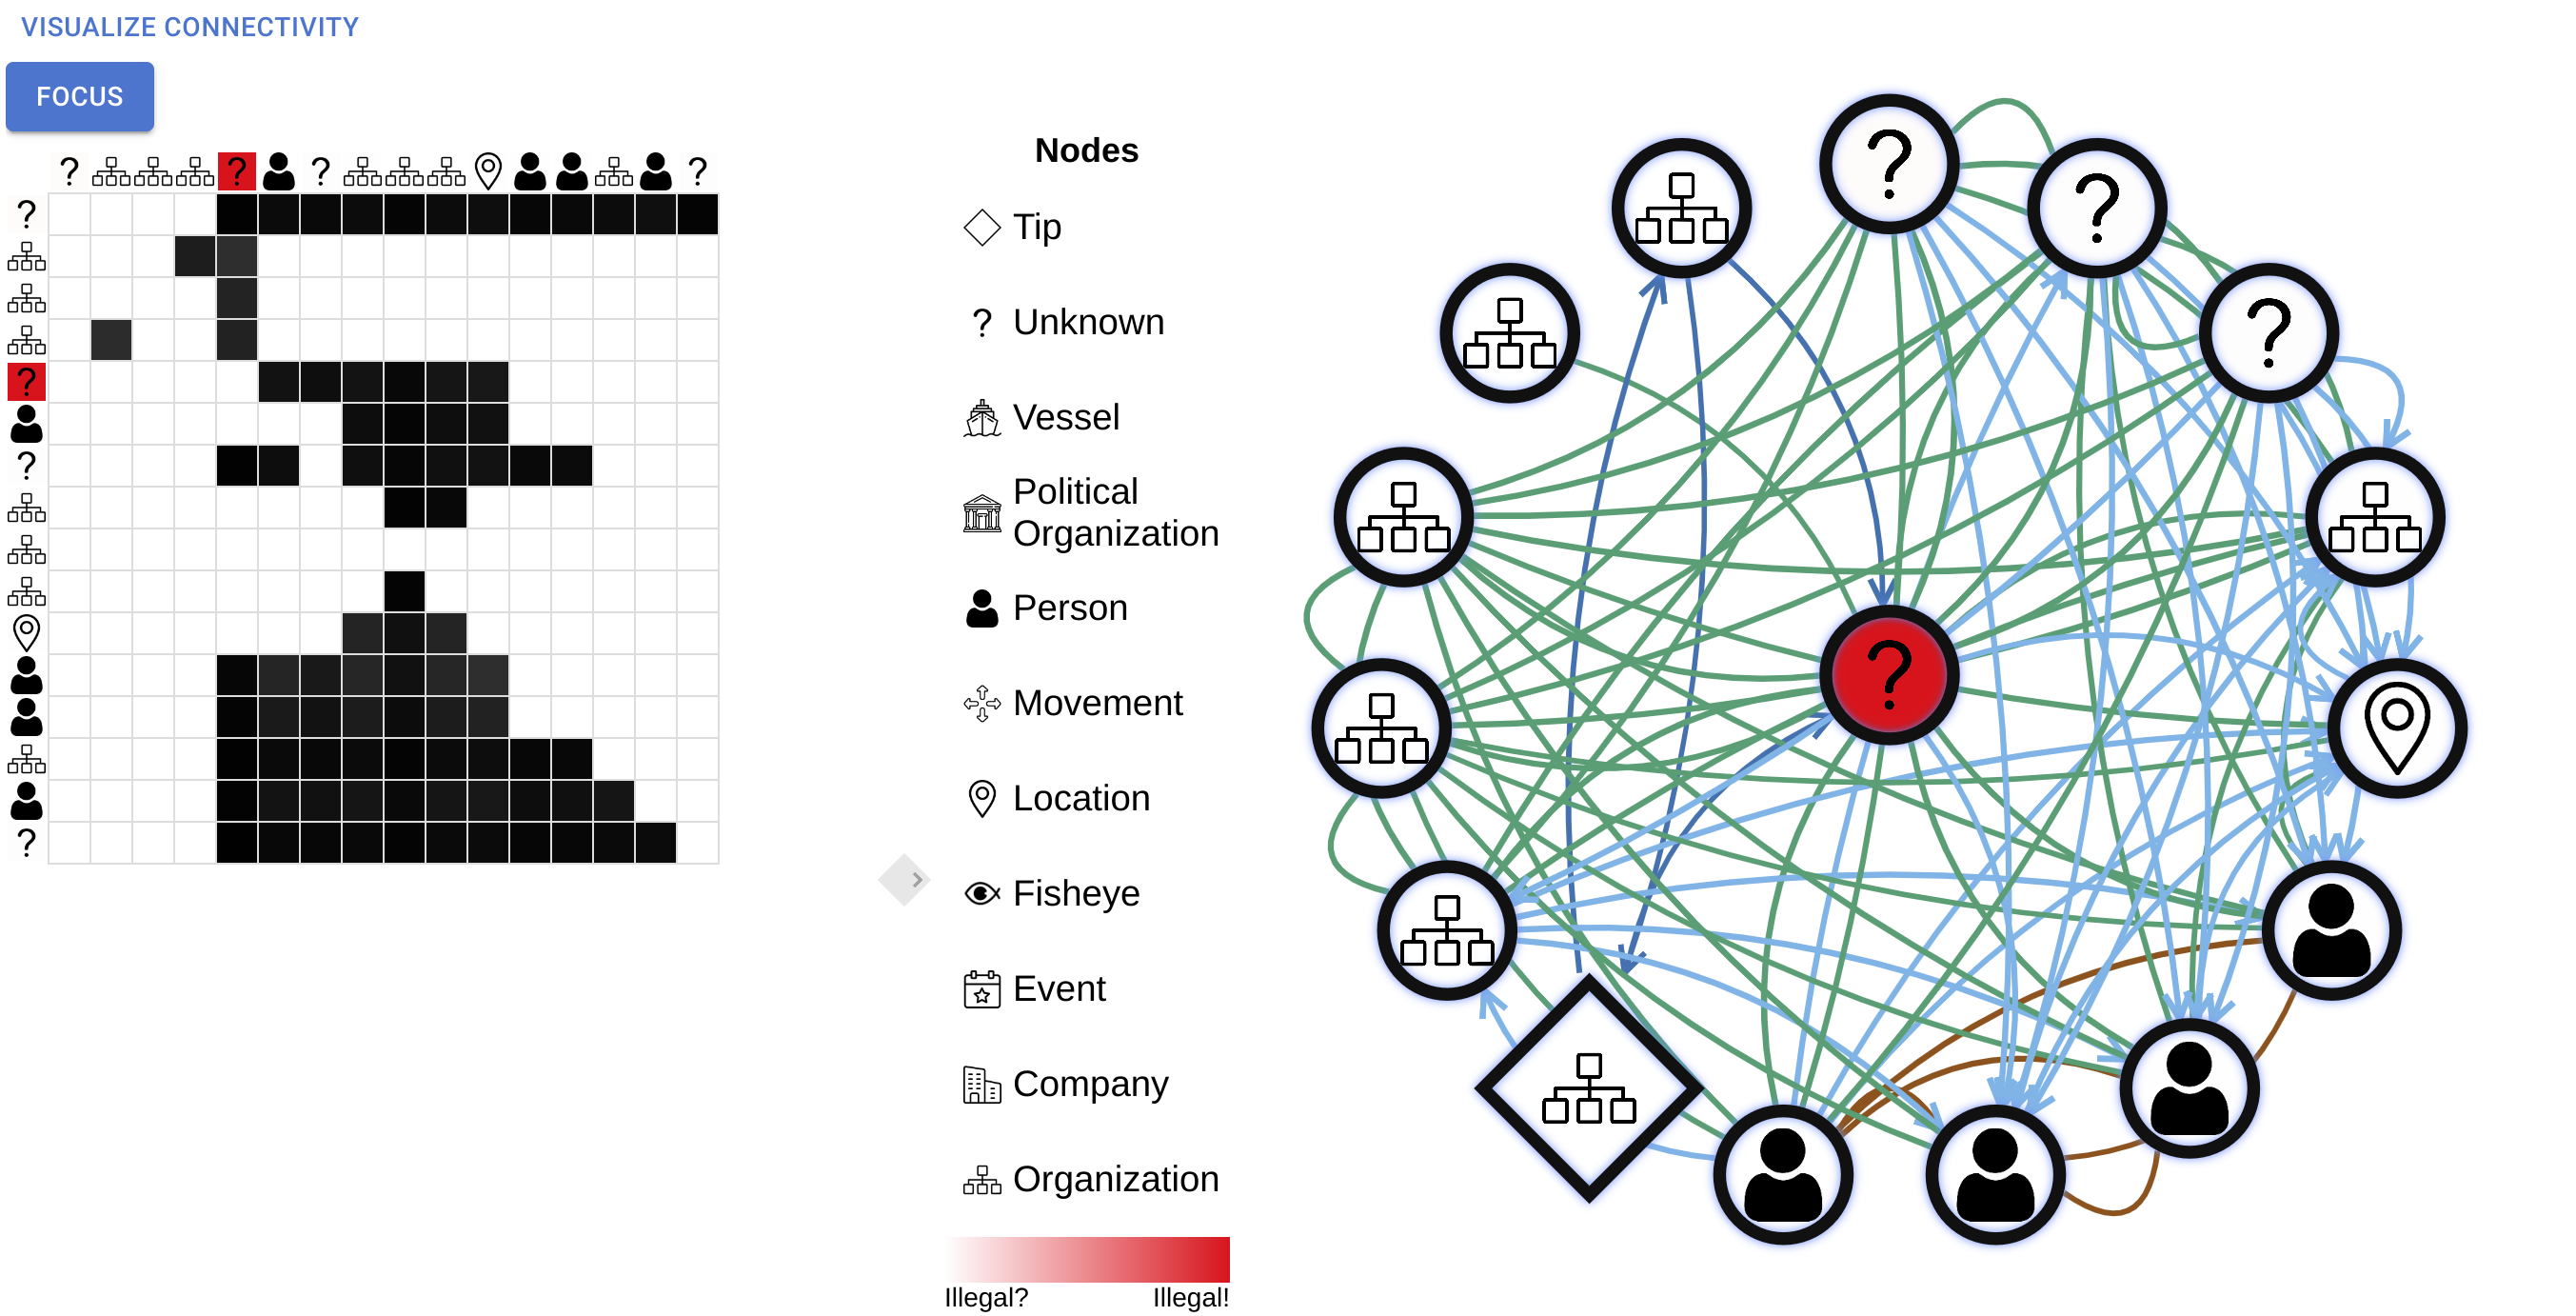 VISUALIZE CONNECTIVITY
FOCUS
Nodes
Tip
Unknown
Vessel
Political
Organization
Person
Movement
Location
Fisheye
Event
Company
Organization
Illegal? Illegal!